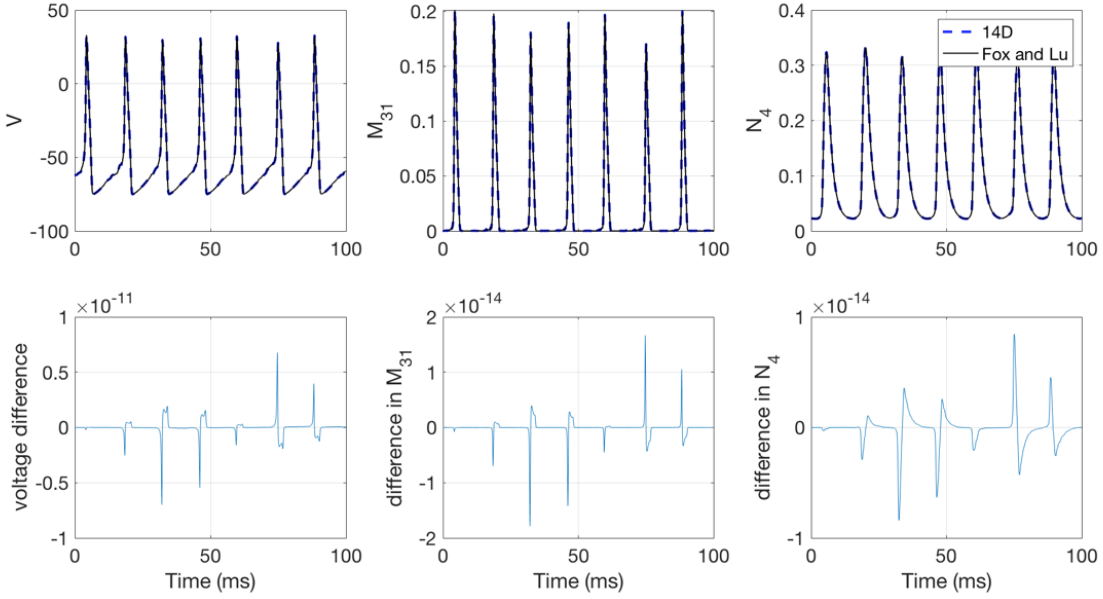 50
0
-50
-100
V
0 50 100
0.2
0.15
0.1
0.05
0
M31
0 50 100
0.4
0.3
0.2
0.1
0
N4
0 50 100
14D
Fox and Lu
×10-11
1
0.5
0
-0.5
-1
voltage difference
0 50 100
Time (ms)
×10-14
2
1
0
-1
-2
difference in M31
0 50 100
Time (ms)
×10-14
1
0
-1
difference in N4
0 50 100
Time (ms)